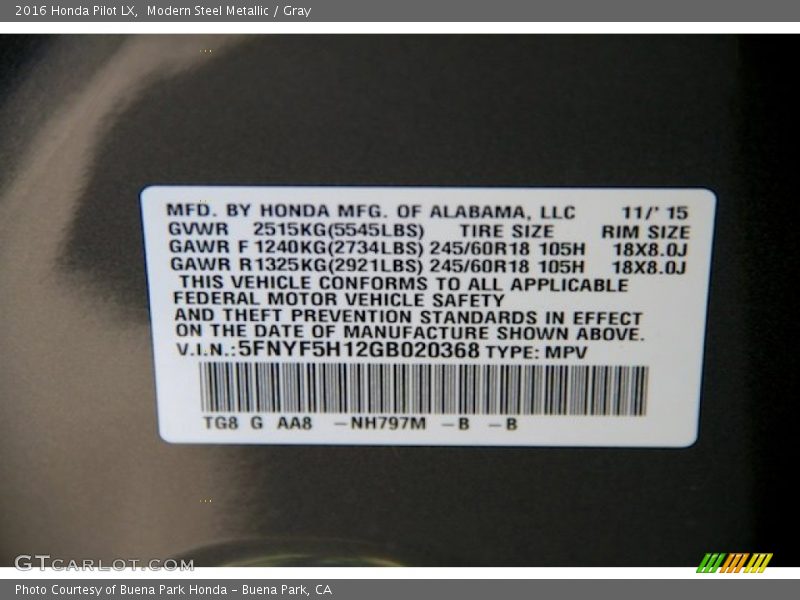 2016 Honda Pilot LX, Modern Steel Metallic / Gray
MFD. BY HONDA MFG. OF ALABAMA, LLC 11/' 15
GVWR 2515KG(5545LBS) TIRE SIZE RIM SIZE
GAWR F 1240KG(2734LBS) 245/60R18 105H 18X8.0J
GAWR R1325KG(2921LBS) 245/60R18 105H 18X8.0J
THIS VEHICLE CONFORMS TO ALL APPLICABLE
FEDERAL MOTOR VEHICLE SAFETY
AND THEFT PREVENTION STANDARDS IN EFFECT
ON THE DATE OF MANUFACTURE SHOWN ABOVE.
V.I.N.:5FNYF5H12GB020368 TYPE: MPV
TG8 G AA8 -NH797M -B -B
GTCARLOT.COM
Photo Courtesy of Buena Park Honda - Buena Park, CA